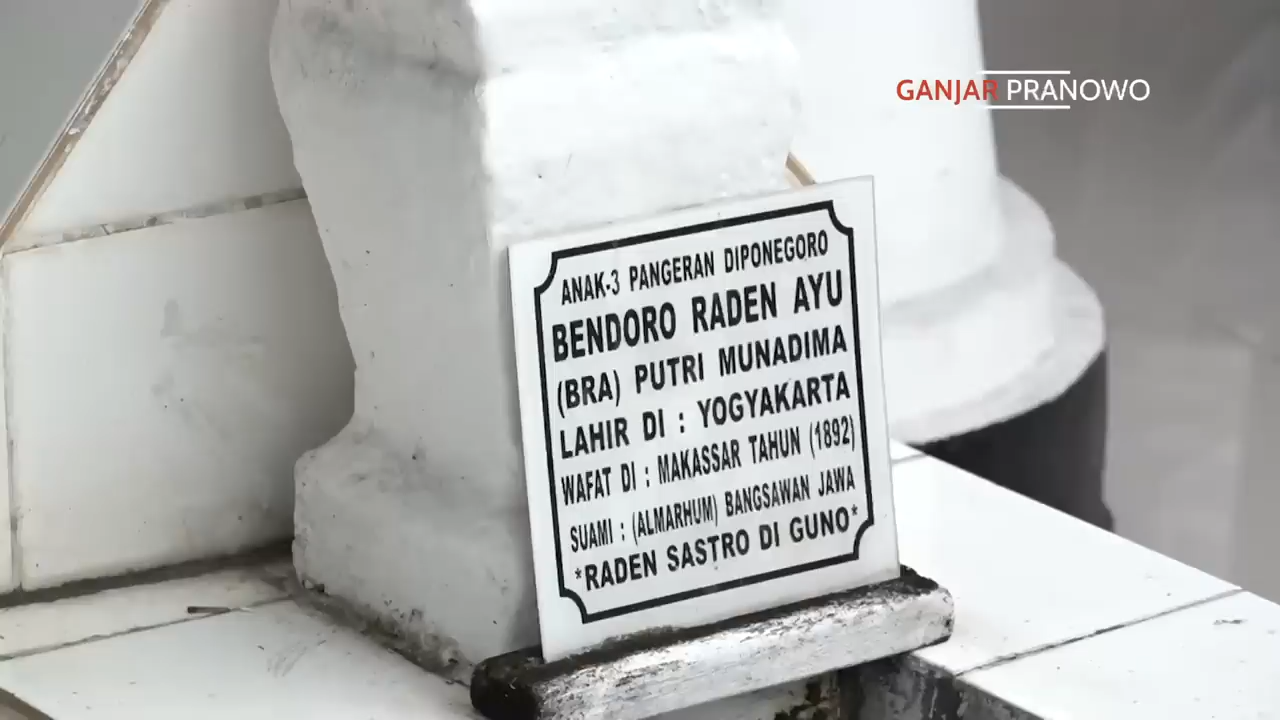 GANJAR PRANOWO
ANAK-3 PANGERAN DIPONEGORO
BENDORO RADEN AYU
(BRA) PUTRI MUNADIMA
LAHIR DI : YOGYAKARTA
WAFAT DI : MAKASSAR TAHUN (1892)
SUAMI : (ALMARHUM) BANGSAWAN JAWA
*RADEN SASTRO DI GUNO*